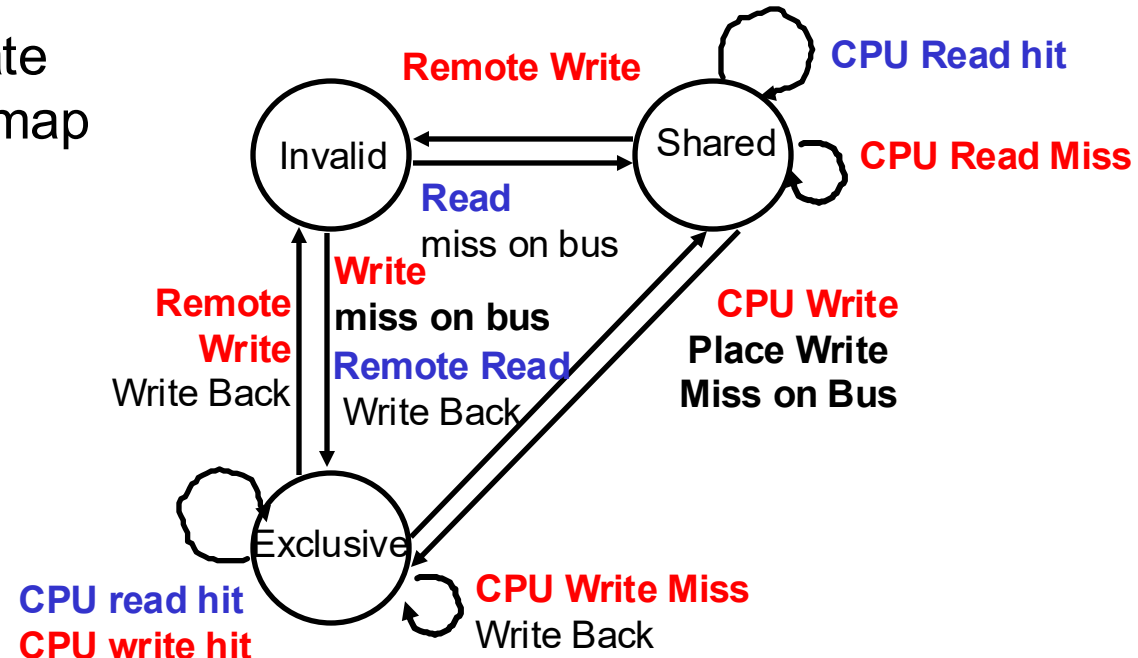 ate
map
Remote Write
CPU Read hit
Invalid
Shared
CPU Read Miss
Read
miss on bus
Write
miss on bus
Remote
Write
Write Back
Remote Read
Write Back
CPU Write
Place Write
Miss on Bus
Exclusive
CPU read hit
CPU write hit
CPU Write Miss
Write Back